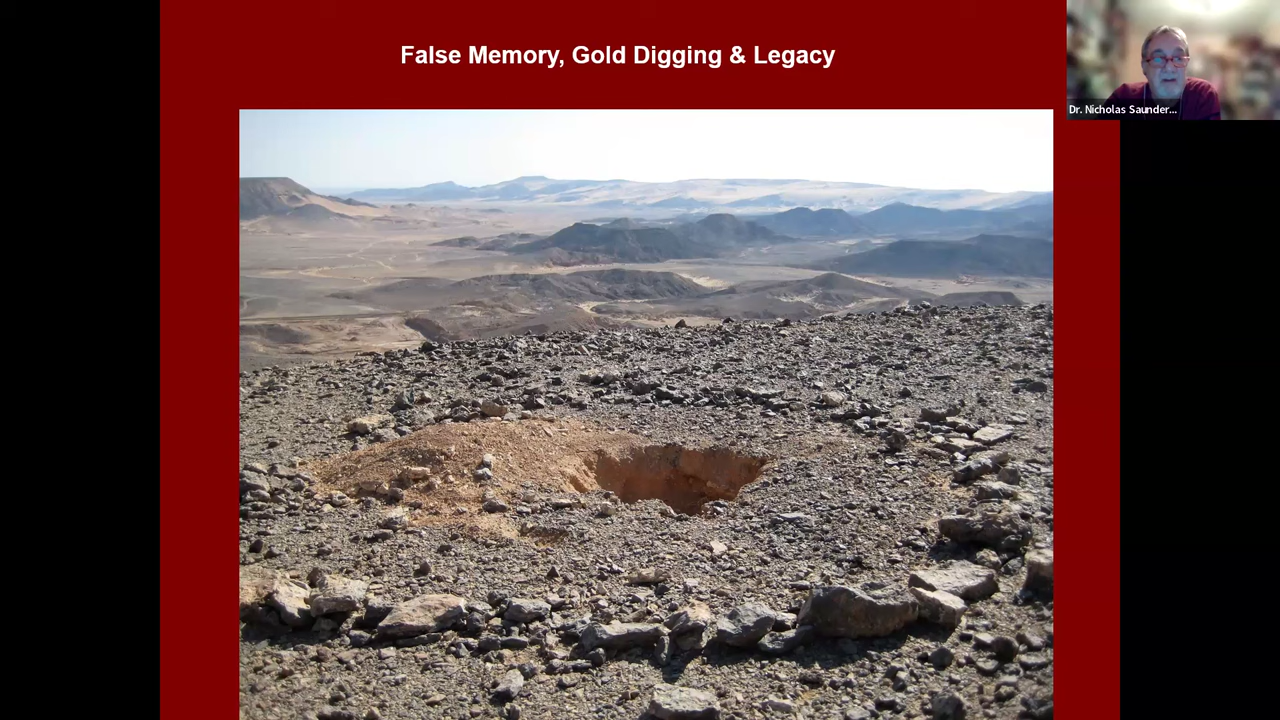 False Memory, Gold Digging & Legacy
Dr. Nicholas Saunder...